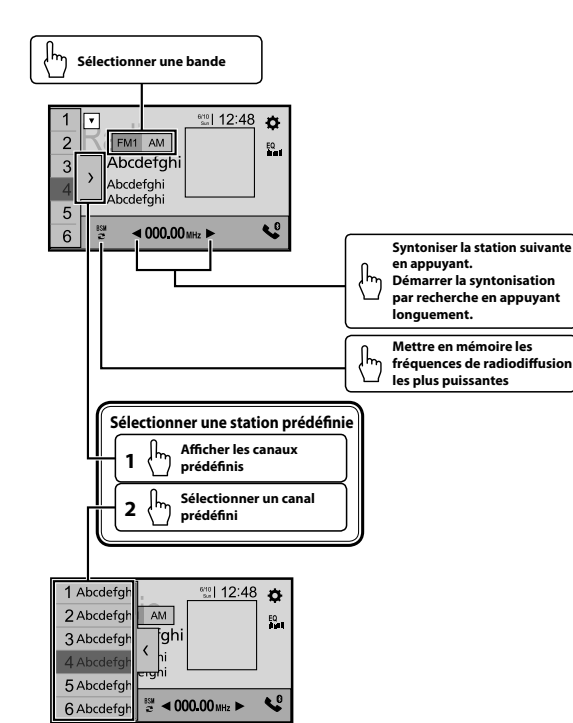 Sélectionner une bande
1
2
3
4
5
6
6/10
Sun
12:48
FM1 AM
EQ
Abcdefghi
Abcdefghi
Abcdefghi
BSM
000.00 MHz
Syntoniser la station suivante
en appuyant.
Démarrer la syntonisation
par recherche en appuyant
longuement.
Mettre en mémoire les
fréquences de radiodiffusion
les plus puissantes
Sélectionner une station prédéfinie
1 Afficher les canaux
prédéfinis
2 Sélectionner un canal
prédéfini
1 Abcdefgh
2 Abcdefgh
3 Abcdefgh
4 Abcdefgh
5 Abcdefgh
6 Abcdefgh
6/10
Sun
12:48
AM
EQ
fghi
hi
efghi
BSM
000.00 MHz